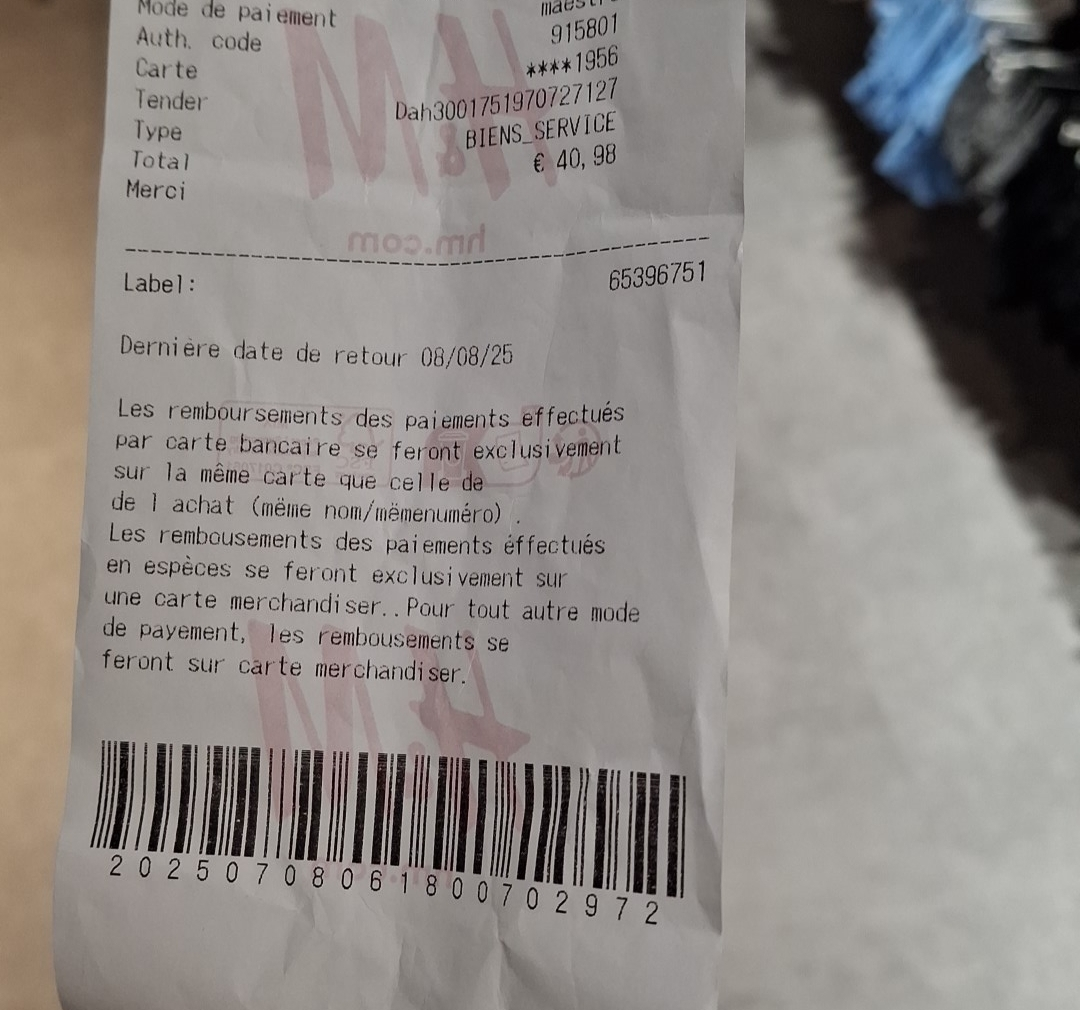 Mode de paiement maestro
Auth. code 915801
Carte ****1956
Tender Dah3001751970727127
Type BIENS_SERVICE
Total € 40,98
Merci
hm.com
Label: 65396751
Dernière date de retour 08/08/25
Les remboursements des paiements effectués
par carte bancaire se feront exclusivement
sur la même carte que celle de
de l achat (même nom/mêmenuméro) .
Les rembousements des paiements éffectués
en espèces se feront exclusivement sur
une carte merchandiser..Pour tout autre mode
de payement, les rembousements se
feront sur carte merchandiser.
20250708061800702972